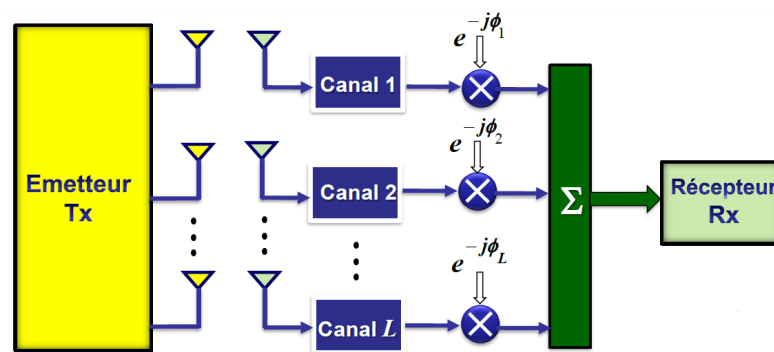 Emetteur
Tx
Canal 1
e^{-jϕ_1}
Canal 2
e^{-jϕ_2}
Canal L
e^{-jϕ_L}
Σ
Récepteur
Rx